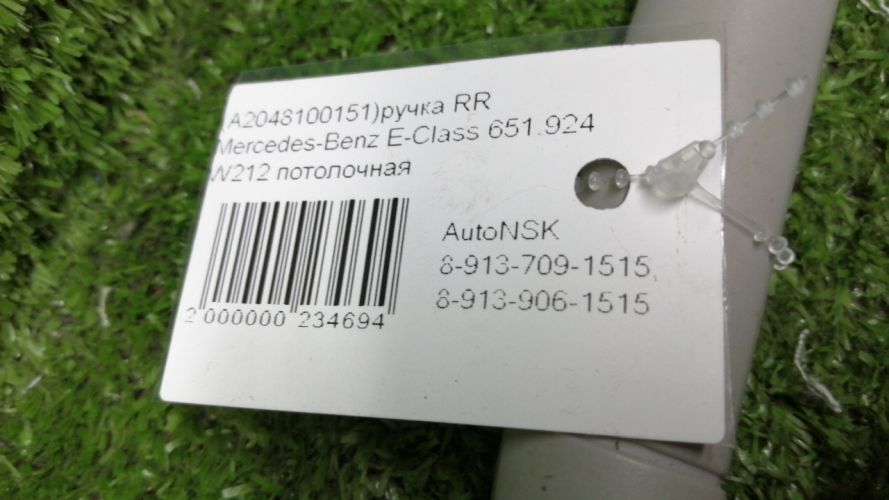 (A2048100151)ручка RR
Mercedes-Benz E-Class 651.924
W212 потолочная
AutoNSK
8-913-709-1515,
8-913-906-1515
2 000000 234694